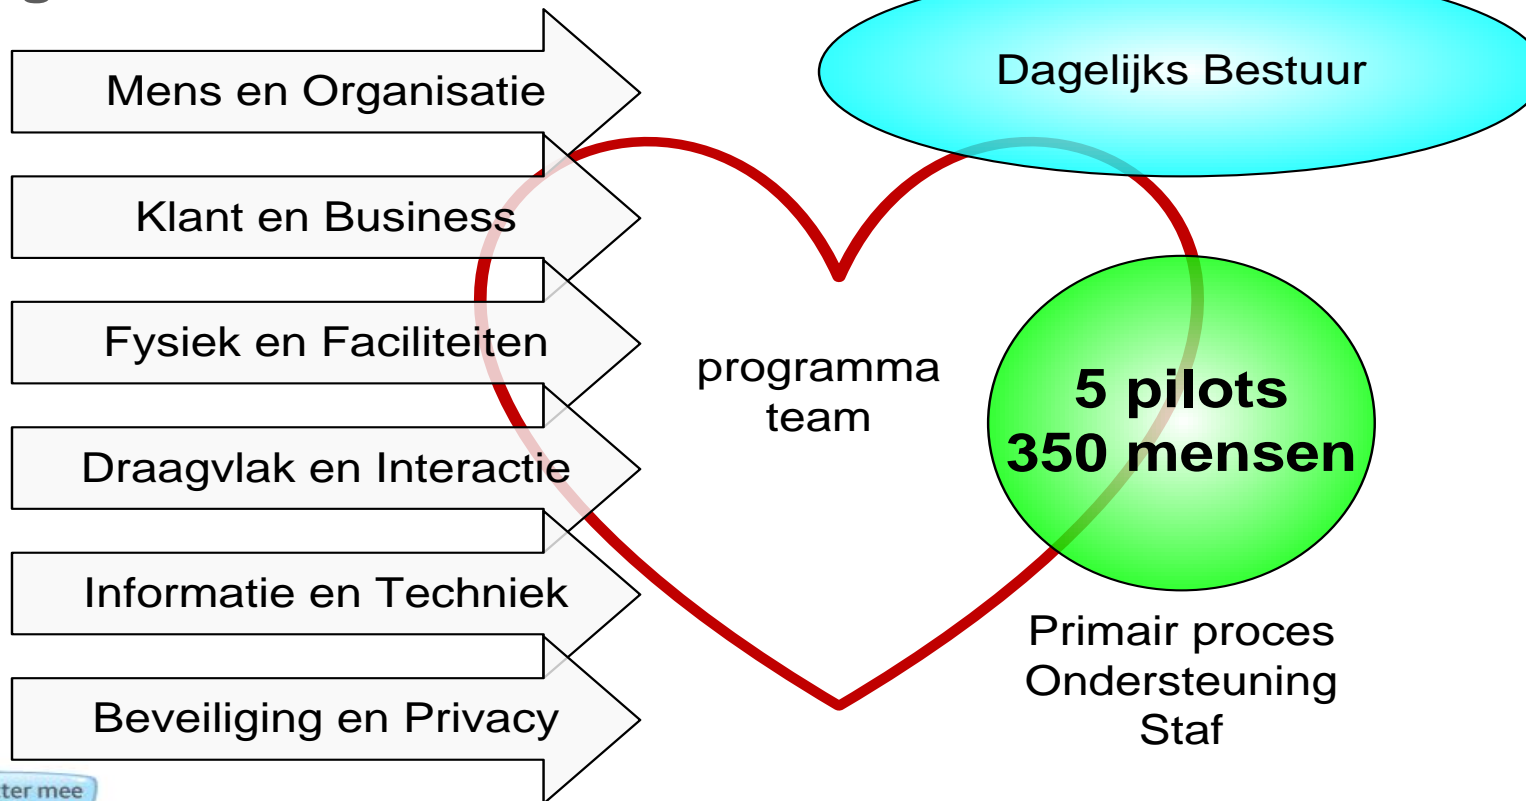 Mens en Organisatie
Dagelijks Bestuur
Klant en Business
Fysiek en Faciliteiten
programma
team
5 pilots
350 mensen
Draagvlak en Interactie
Informatie en Techniek
Primair proces
Ondersteuning
Staf
Beveiliging en Privacy
mee